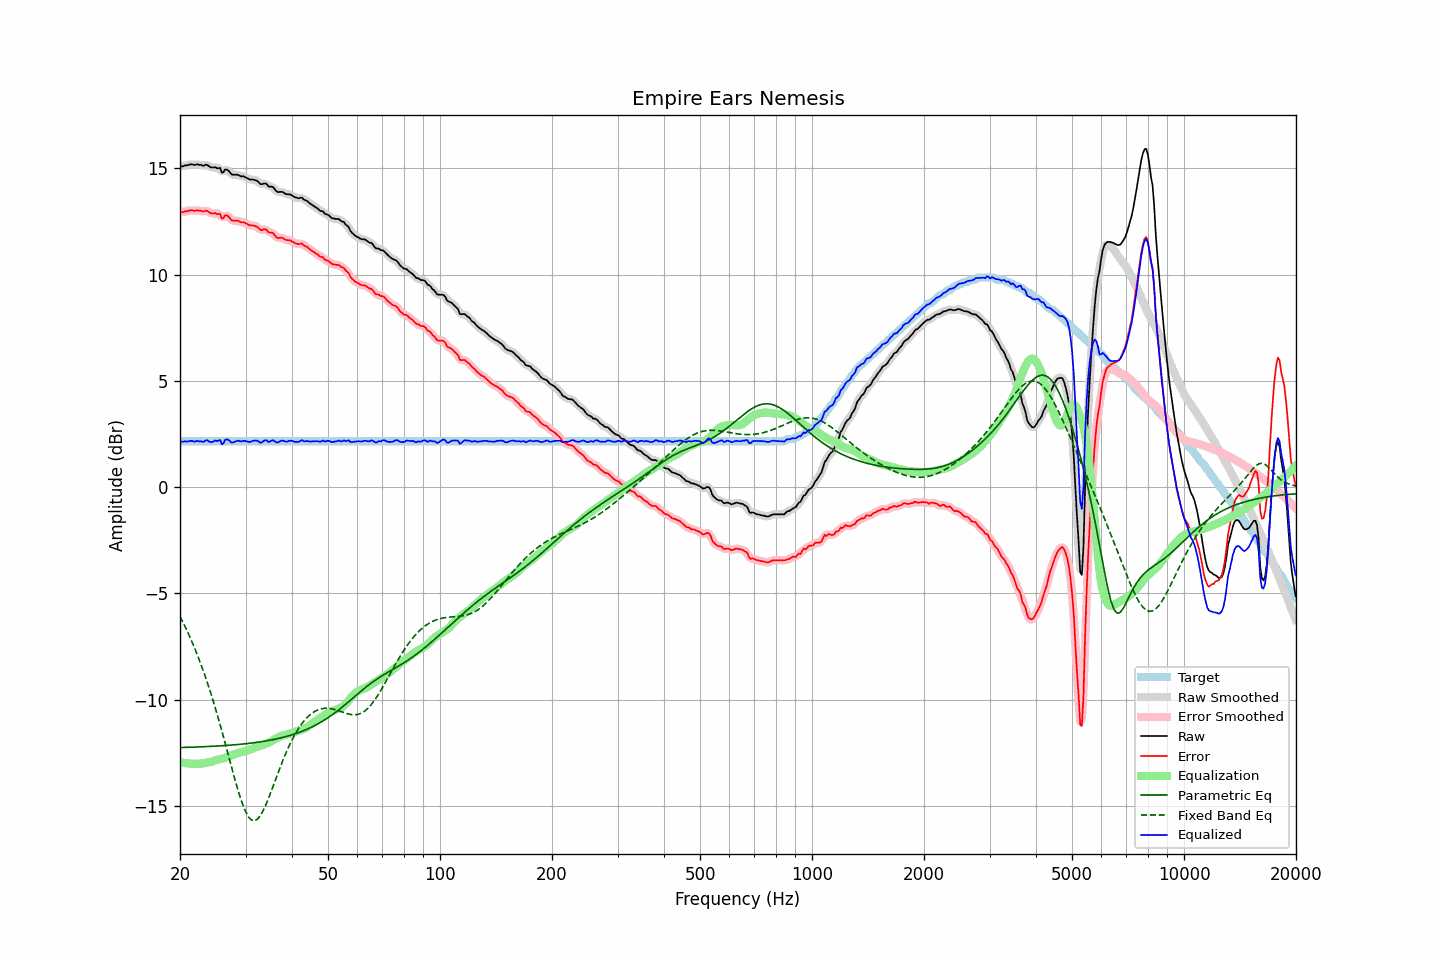 Empire Ears Nemesis
Amplitude (dBr)
15
10
5
0
−5
−10
−15
20
50
100
200
500
1000
2000
5000
10000
20000
Frequency (Hz)
Target
Raw Smoothed
Error Smoothed
Raw
Error
Equalization
Parametric Eq
Fixed Band Eq
Equalized